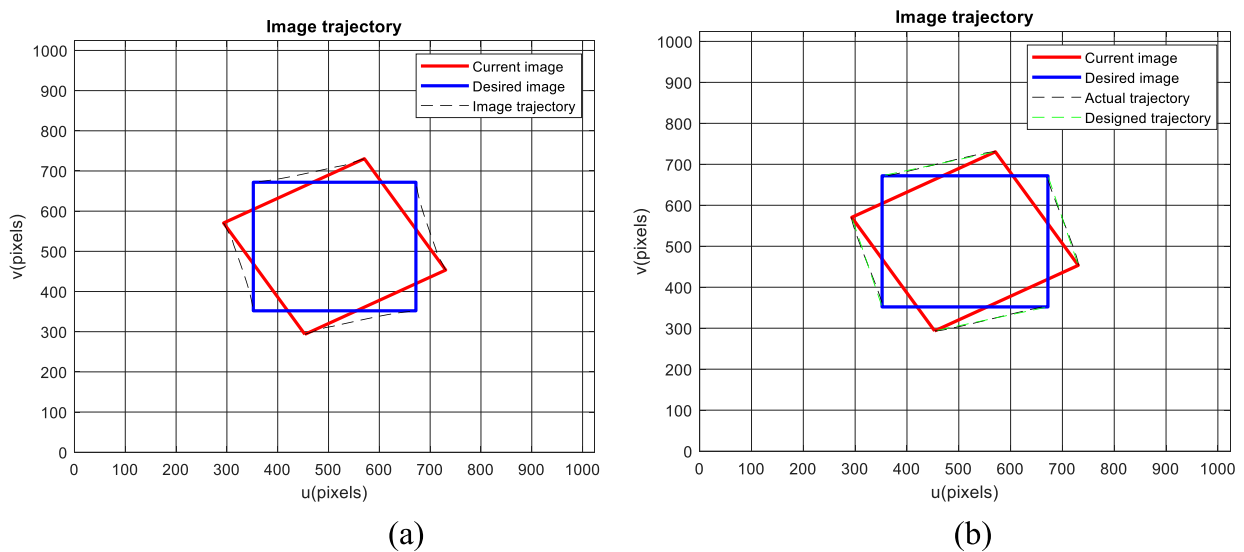 Image trajectory
1000
900
800
700
600
500
400
300
200
100
0
v(pixels)
Current image
Desired image
Image trajectory
0 100 200 300 400 500 600 700 800 900 1000
u(pixels)
(a)
Image trajectory
1000
900
800
700
600
500
400
300
200
100
0
v(pixels)
Current image
Desired image
Actual trajectory
Designed trajectory
0 100 200 300 400 500 600 700 800 900 1000
u(pixels)
(b)